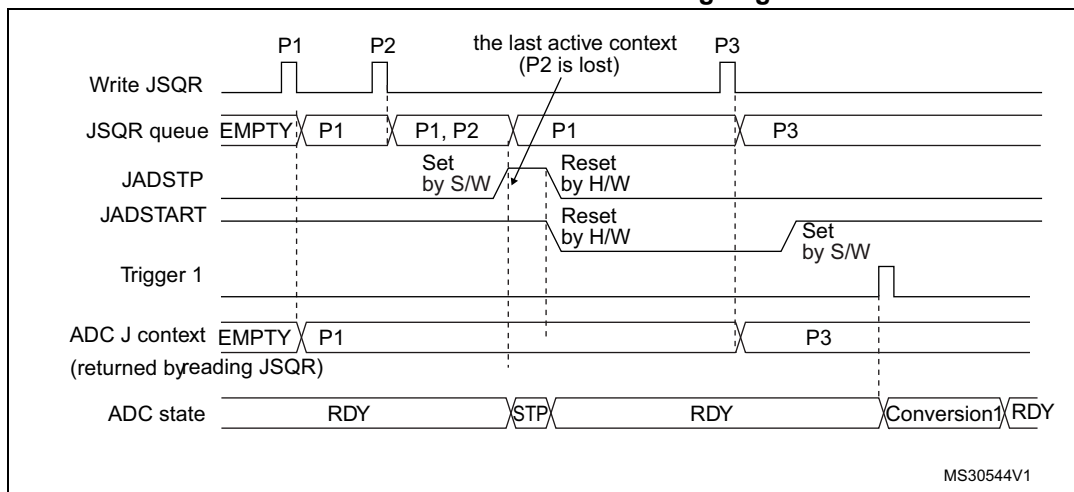 P1 P2 the last active context P3
(P2 is lost)
Write JSQR
JSQR queue EMPTY P1 P1, P2 P1 P3
Set Reset
JADSTP by S/W by H/W
JADSTART Reset Set
by H/W by S/W
Trigger 1
ADC J context EMPTY P1 P3
(returned byreading JSQR)
ADC state RDY STP RDY Conversion1 RDY
MS30544V1